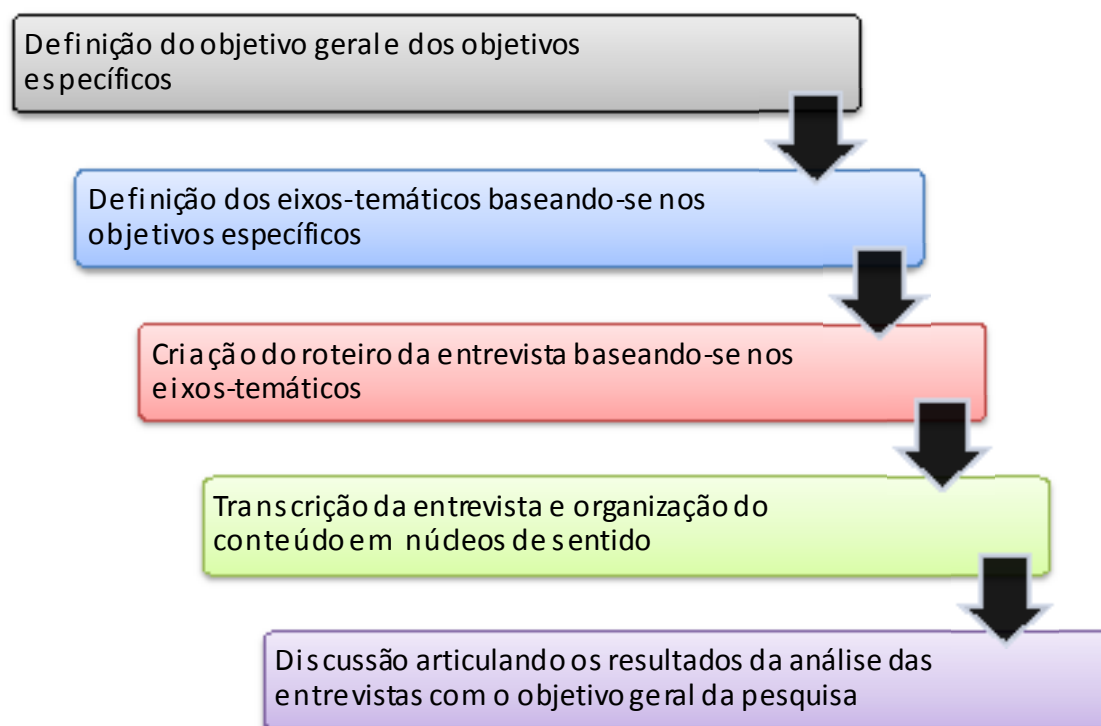 Definição do objetivo geral e dos objetivos
específicos
Definição dos eixos-temáticos baseando-se nos
objetivos específicos
Criação do roteiro da entrevista baseando-se nos
eixos-temáticos
Transcrição da entrevista e organização do
conteúdo em núcleos de sentido
Discussão articulando os resultados da análise das
entrevistas com o objetivo geral da pesquisa